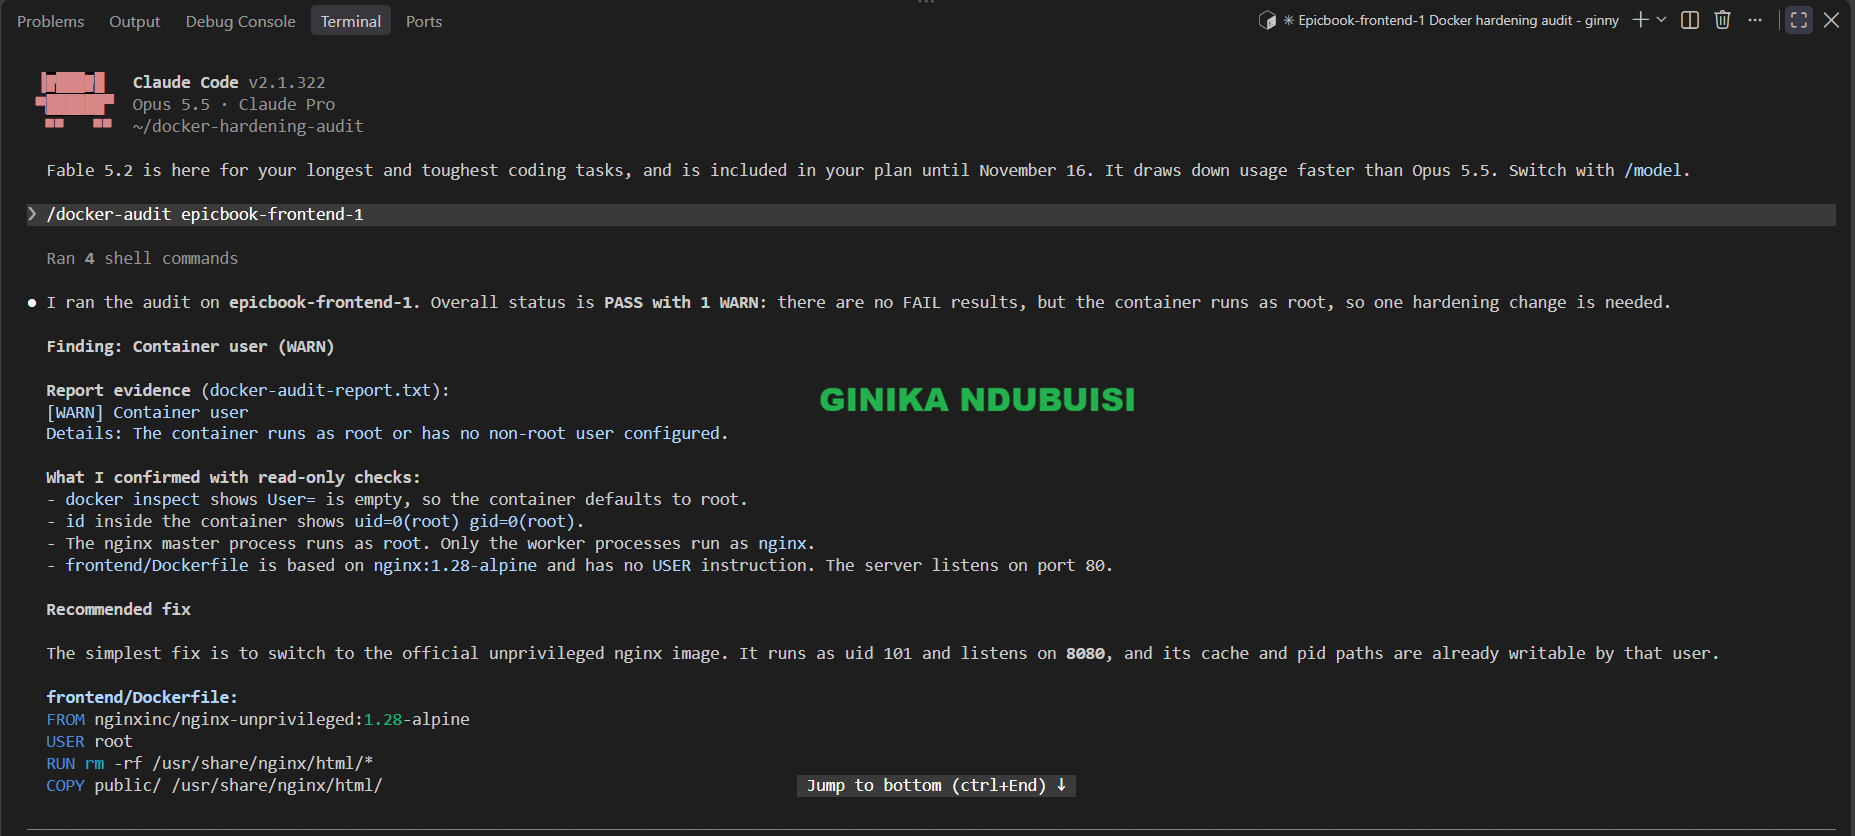 Problems Output Debug Console Terminal Ports
✳ Epicbook-frontend-1 Docker hardening audit - ginny
Claude Code v2.1.322
Opus 5.5 · Claude Pro
~/docker-hardening-audit
Fable 5.2 is here for your longest and toughest coding tasks, and is included in your plan until November 16. It draws down usage faster than Opus 5.5. Switch with /model.
❯ /docker-audit epicbook-frontend-1
Ran 4 shell commands
● I ran the audit on epicbook-frontend-1. Overall status is PASS with 1 WARN: there are no FAIL results, but the container runs as root, so one hardening change is needed.
Finding: Container user (WARN)
Report evidence (docker-audit-report.txt):
[WARN] Container user
Details: The container runs as root or has no non-root user configured.
GINIKA NDUBUISI
What I confirmed with read-only checks:
- docker inspect shows User= is empty, so the container defaults to root.
- id inside the container shows uid=0(root) gid=0(root).
- The nginx master process runs as root. Only the worker processes run as nginx.
- frontend/Dockerfile is based on nginx:1.28-alpine and has no USER instruction. The server listens on port 80.
Recommended fix
The simplest fix is to switch to the official unprivileged nginx image. It runs as uid 101 and listens on 8080, and its cache and pid paths are already writable by that user.
frontend/Dockerfile:
FROM nginxinc/nginx-unprivileged:1.28-alpine
USER root
RUN rm -rf /usr/share/nginx/html/*
COPY public/ /usr/share/nginx/html/
Jump to bottom (ctrl+End) ↓